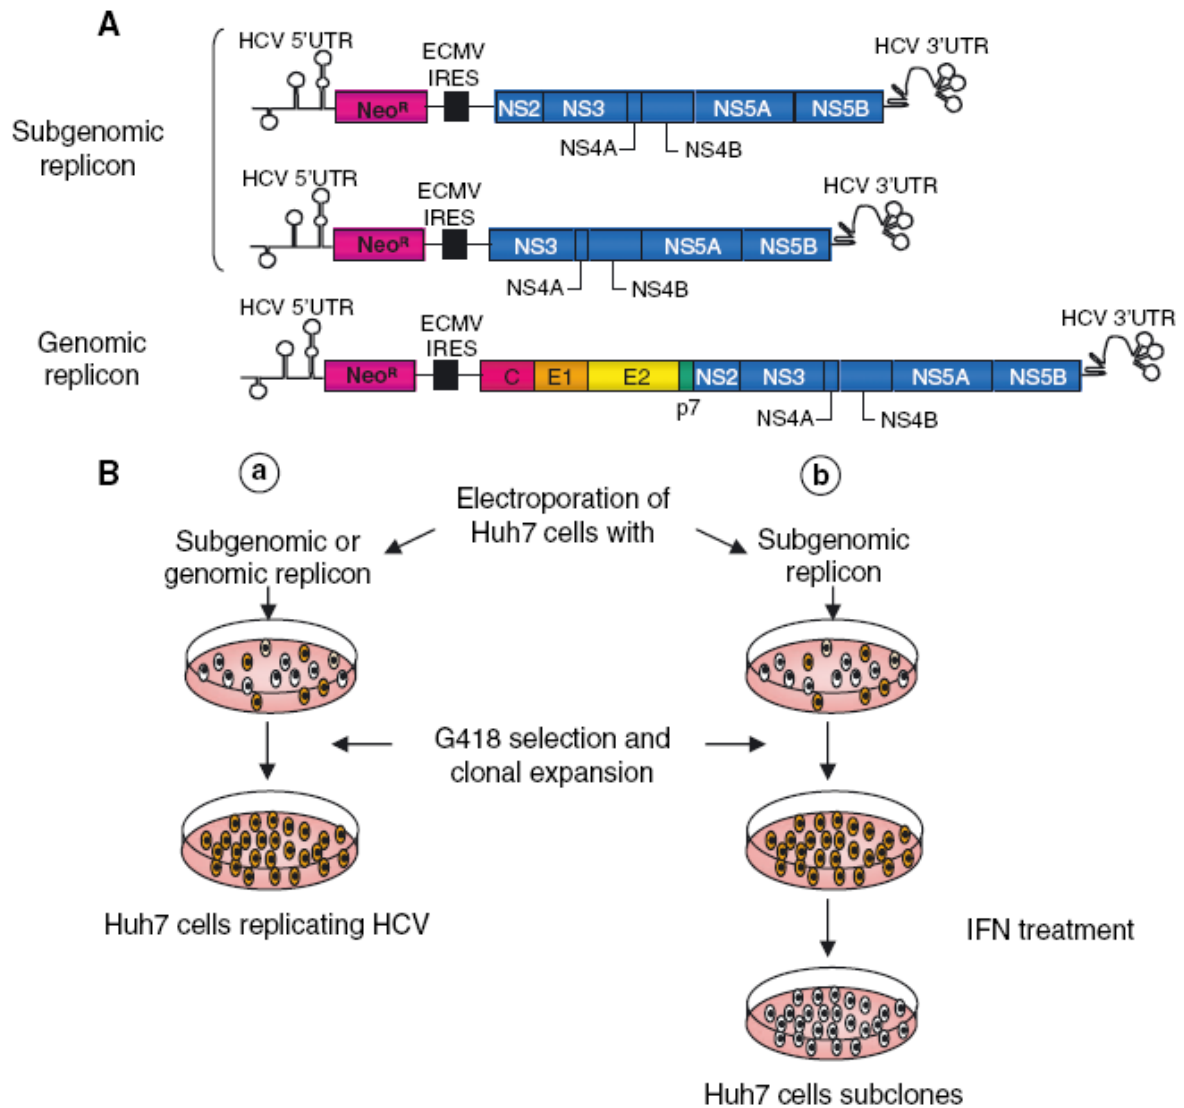 A
HCV 5'UTR
ECMV
IRES
HCV 3'UTR
Subgenomic
replicon
Neoᴿ
NS2
NS3
NS5A
NS5B
NS4A
NS4B
HCV 5'UTR
ECMV
IRES
HCV 3'UTR
Neoᴿ
NS3
NS5A
NS5B
NS4A
NS4B
Genomic
replicon
HCV 5'UTR
ECMV
IRES
HCV 3'UTR
Neoᴿ
C
E1
E2
p7
NS2
NS3
NS5A
NS5B
NS4A
NS4B
B
a
b
Electroporation of
Huh7 cells with
Subgenomic or
genomic replicon
Subgenomic
replicon
G418 selection and
clonal expansion
Huh7 cells replicating HCV
IFN treatment
Huh7 cells subclones